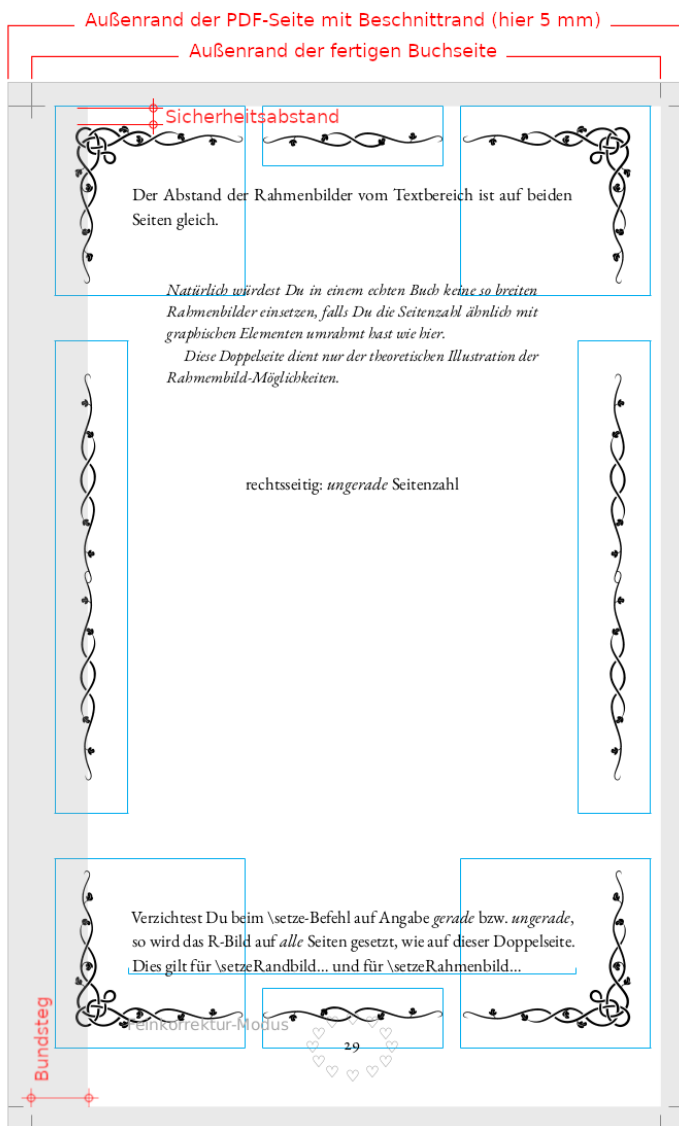 Außenrand der PDF-Seite mit Beschnittrand (hier 5 mm)
Außenrand der fertigen Buchseite
Sicherheitsabstand
Der Abstand der Rahmenbilder vom Textbereich ist auf beiden
Seiten gleich.
Natürlich würdest Du in einem echten Buch keine so breiten
Rahmenbilder einsetzen, falls Du die Seitenzahl ähnlich mit
graphischen Elementen umrahmt hast wie hier.
Diese Doppelseite dient nur der theoretischen Illustration der
Rahmembild-Möglichkeiten.
rechtsseitig: ungerade Seitenzahl
Verzichtest Du beim \setze-Befehl auf Angabe gerade bzw. ungerade,
so wird das R-Bild auf alle Seiten gesetzt, wie auf dieser Doppelseite.
Dies gilt für \setzeRandbild... und für \setzeRahmenbild...
Feinkorrektur-Modus
29
Bundsteg